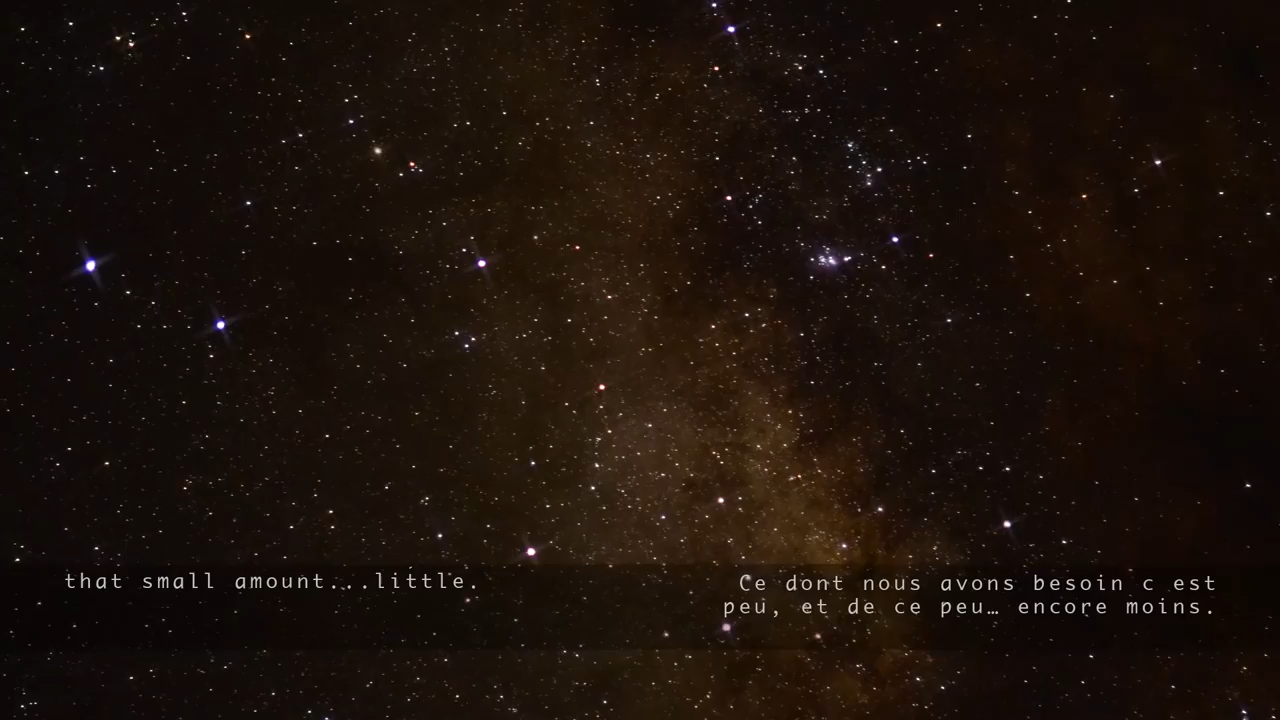 that small amount...little.
Ce dont nous avons besoin c est
peu, et de ce peu… encore moins.